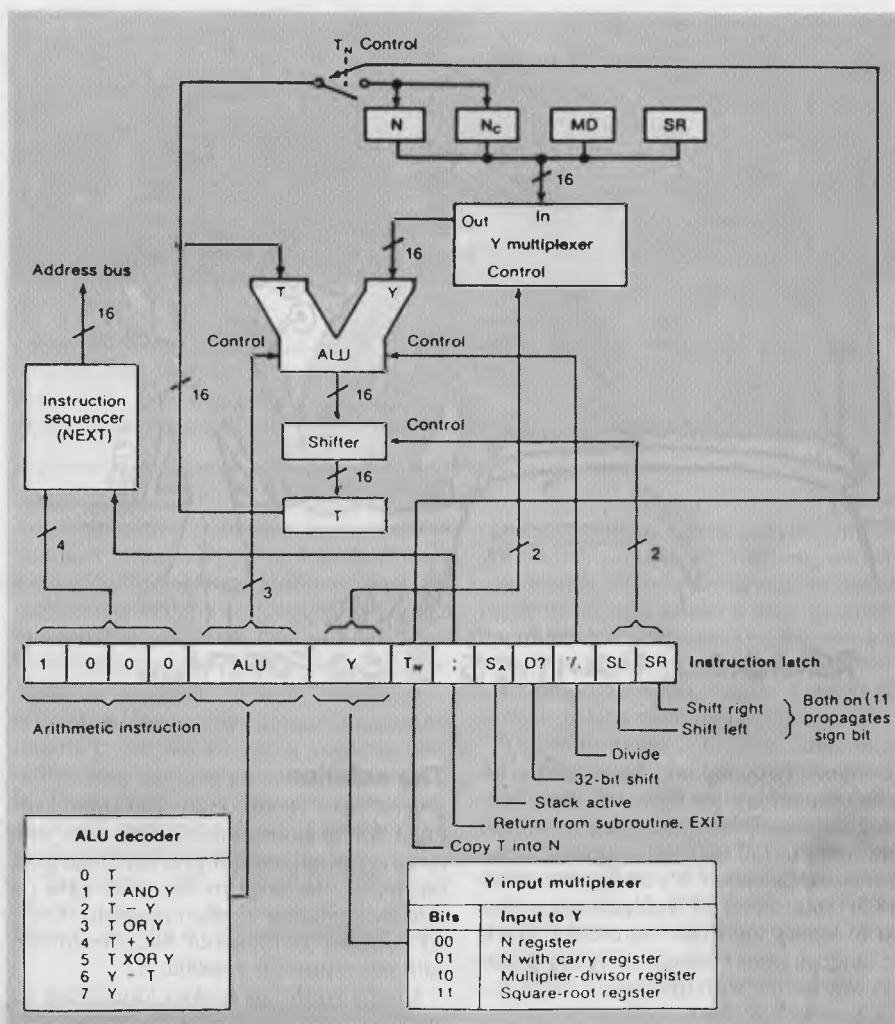 T_N Control
N N_C MD SR
16
Out In
Y multiplexer
Control
16
Address bus
16
T Y
ALU
Control Control
16
Instruction
sequencer
(NEXT)
16
Control
Shifter
16
T
4
3
2
2
1 0 0 0 ALU Y T_N ; S_A D? SL SR Instruction latch
Arithmetic instruction
Shift right
Shift left
Both on (11
propagates
sign bit
Divide
32-bit shift
Stack active
Return from subroutine, EXIT
Copy T into N
ALU decoder
0 T
1 T AND Y
2 T – Y
3 T OR Y
4 T + Y
5 T XOR Y
6 Y T
7 Y
Y input multiplexer
Bits Input to Y
00 N register
01 N with carry register
10 Multiplier-divisor register
11 Square-root register